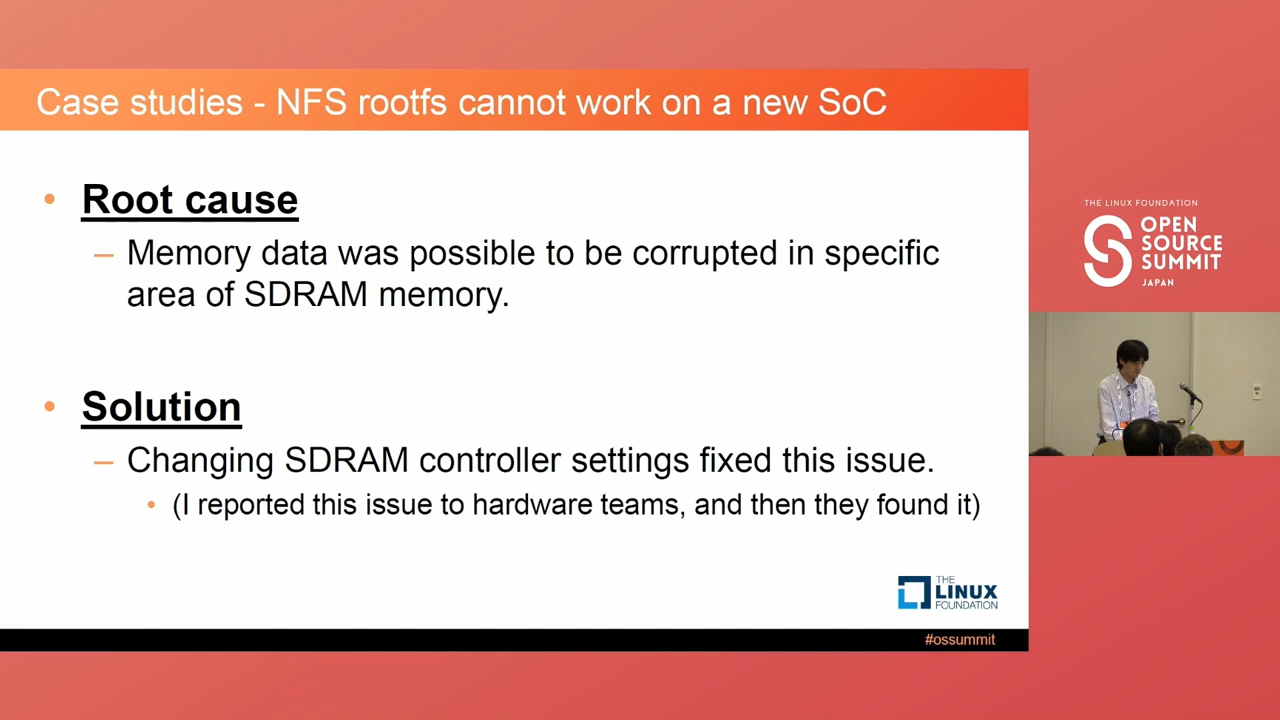 Case studies - NFS rootfs cannot work on a new SoC
• Root cause
– Memory data was possible to be corrupted in specific
area of SDRAM memory.
• Solution
– Changing SDRAM controller settings fixed this issue.
• (I reported this issue to hardware teams, and then they found it)
THE
LINUX
FOUNDATION
#ossummit
THE LINUX FOUNDATION
OPEN
SOURCE
SUMMIT
JAPAN